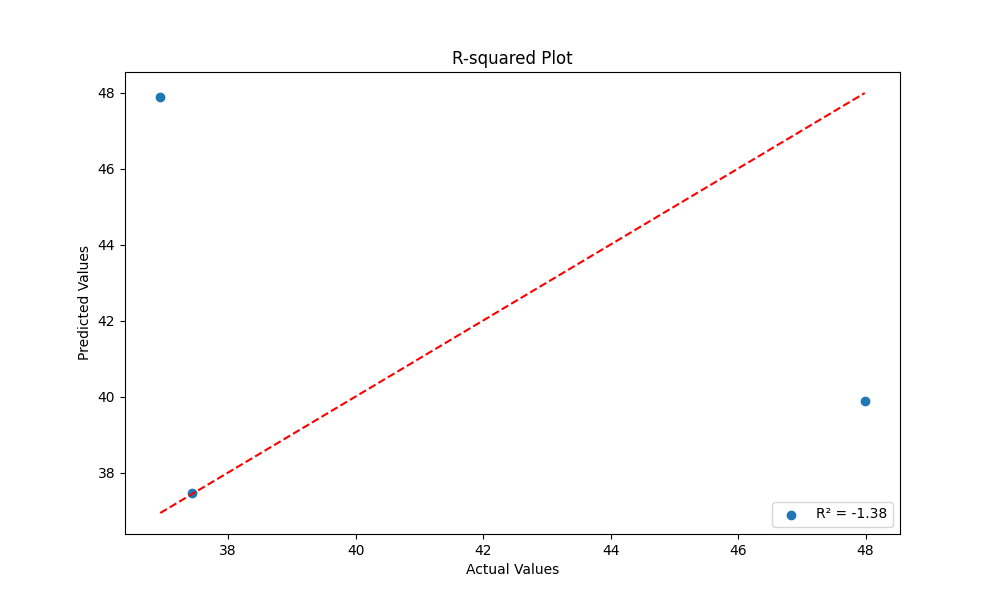 R-squared Plot
48
46
44
42
40
38
Predicted Values
R² = -1.38
38 40 42 44 46 48
Actual Values